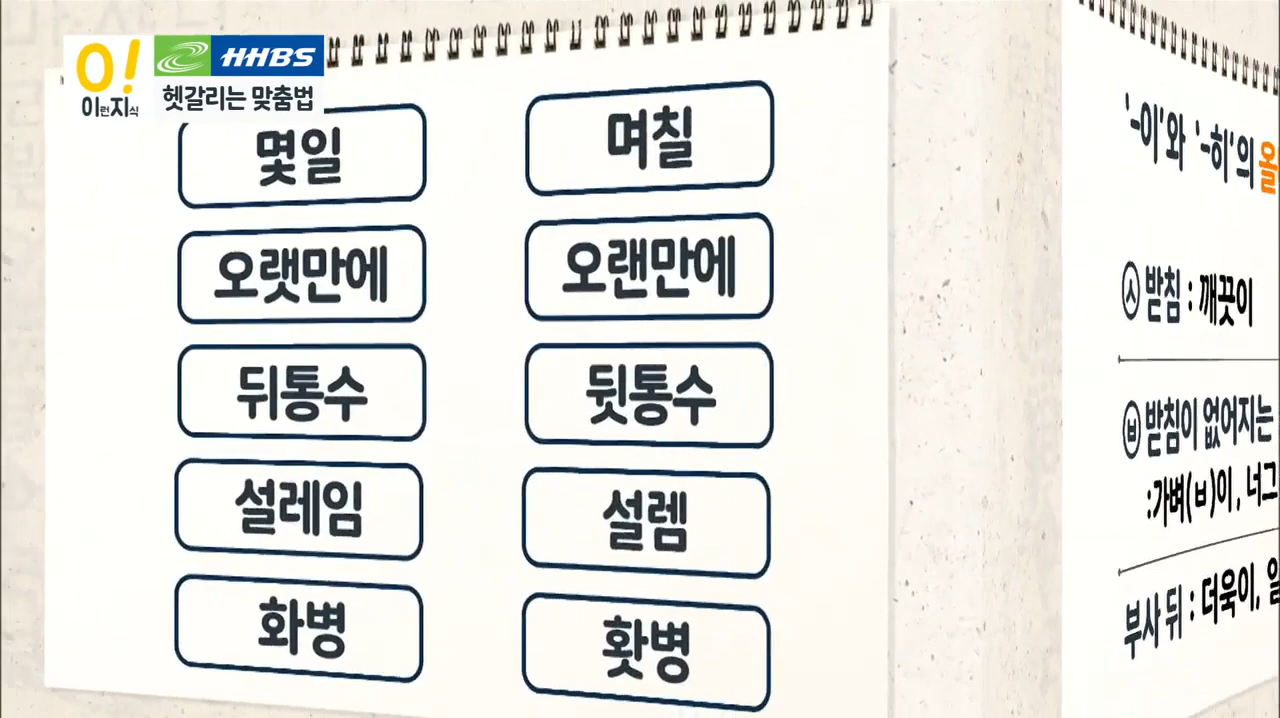 이!
이런지식
HHBS
헷갈리는 맞춤법
몇일
며칠
오랫만에
오랜만에
뒤통수
뒷통수
설레임
설렘
화병
홧병
'-이'와 '-히'의 올
ㅅ 받침 : 깨끗이
ㅂ 받침이 없어지는
:가벼(ㅂ)이, 너그
부사 뒤 : 더욱이, 일